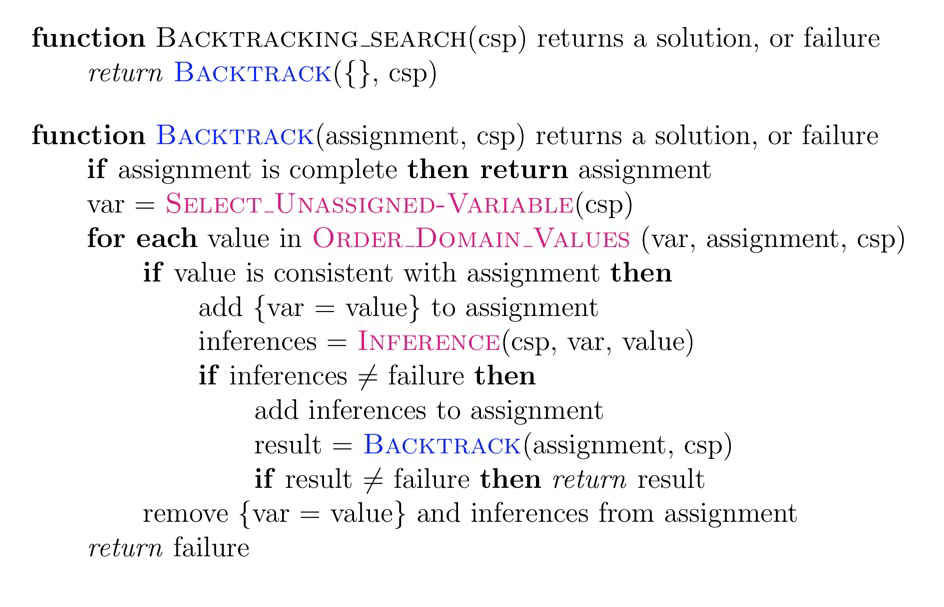 function BACKTRACKING_SEARCH(csp) returns a solution, or failure
return BACKTRACK({}, csp)
function BACKTRACK(assignment, csp) returns a solution, or failure
if assignment is complete then return assignment
var = SELECT_UNASSIGNED-VARIABLE(csp)
for each value in ORDER_DOMAIN_VALUES (var, assignment, csp)
if value is consistent with assignment then
add {var = value} to assignment
inferences = INFERENCE(csp, var, value)
if inferences ≠ failure then
add inferences to assignment
result = BACKTRACK(assignment, csp)
if result ≠ failure then return result
remove {var = value} and inferences from assignment
return failure